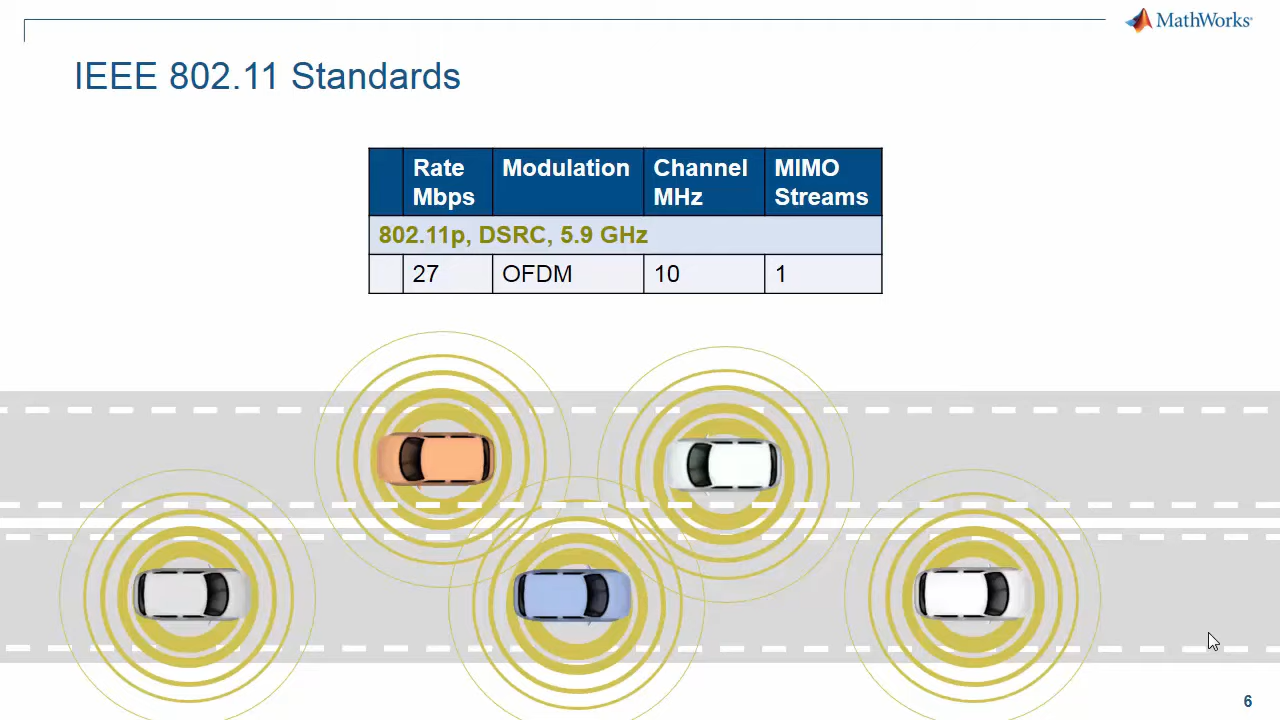 MathWorks
IEEE 802.11 Standards
Rate Mbps Modulation Channel MHz MIMO Streams
802.11p, DSRC, 5.9 GHz
27 OFDM 10 1
6